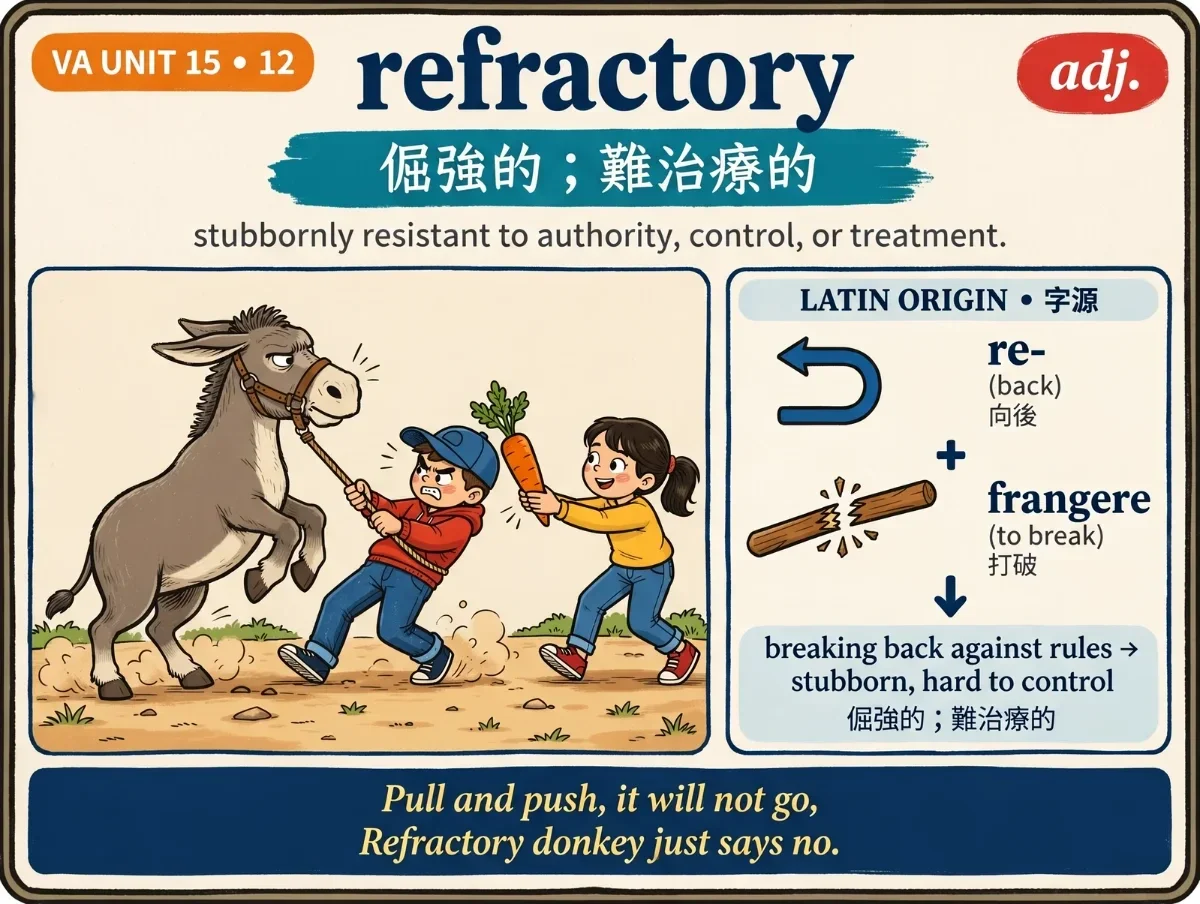 VA UNIT 15 • 12
refractory
adj.
倔強的；難治療的
stubbornly resistant to authority, control, or treatment.
LATIN ORIGIN • 字源
re-
(back)
向後
+
frangere
(to break)
打破
breaking back against rules →
stubborn, hard to control
倔強的；難治療的
Pull and push, it will not go,
Refractory donkey just says no.